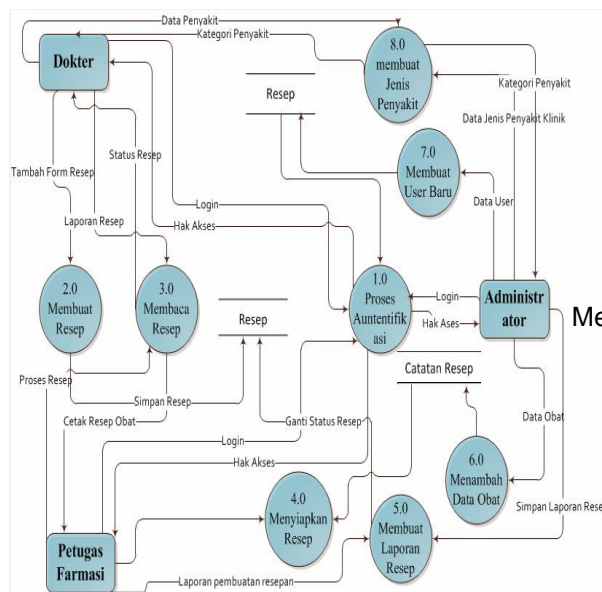 Data Penyakit
Kategori Penyakit
Dokter
8.0
membuat
Jenis
Penyakit
Kategori Penyakit
Resep
Data Jenis Penyakit Klinik
Status Resep
Tambah Form Resep
7.0
Membuat
User Baru
Data User
Login
Laporan Resep
Hak Akses
2.0
Membuat
Resep
3.0
Membaca
Resep
1.0
Proses
Auntentifik
asi
Login
Hak Ases
Administr
ator
Me
Resep
Catatan Resep
Proses Resep
Simpan Resep
Cetak Resep Obat
Ganti Status Resep
Data Obat
Login
Hak Akses
6.0
Menambah
Data Obat
4.0
Menyiapkan
Resep
5.0
Membuat
Laporan
Resep
Simpan Laporan Rese
Petugas
Farmasi
Laporan pembuatan resepan